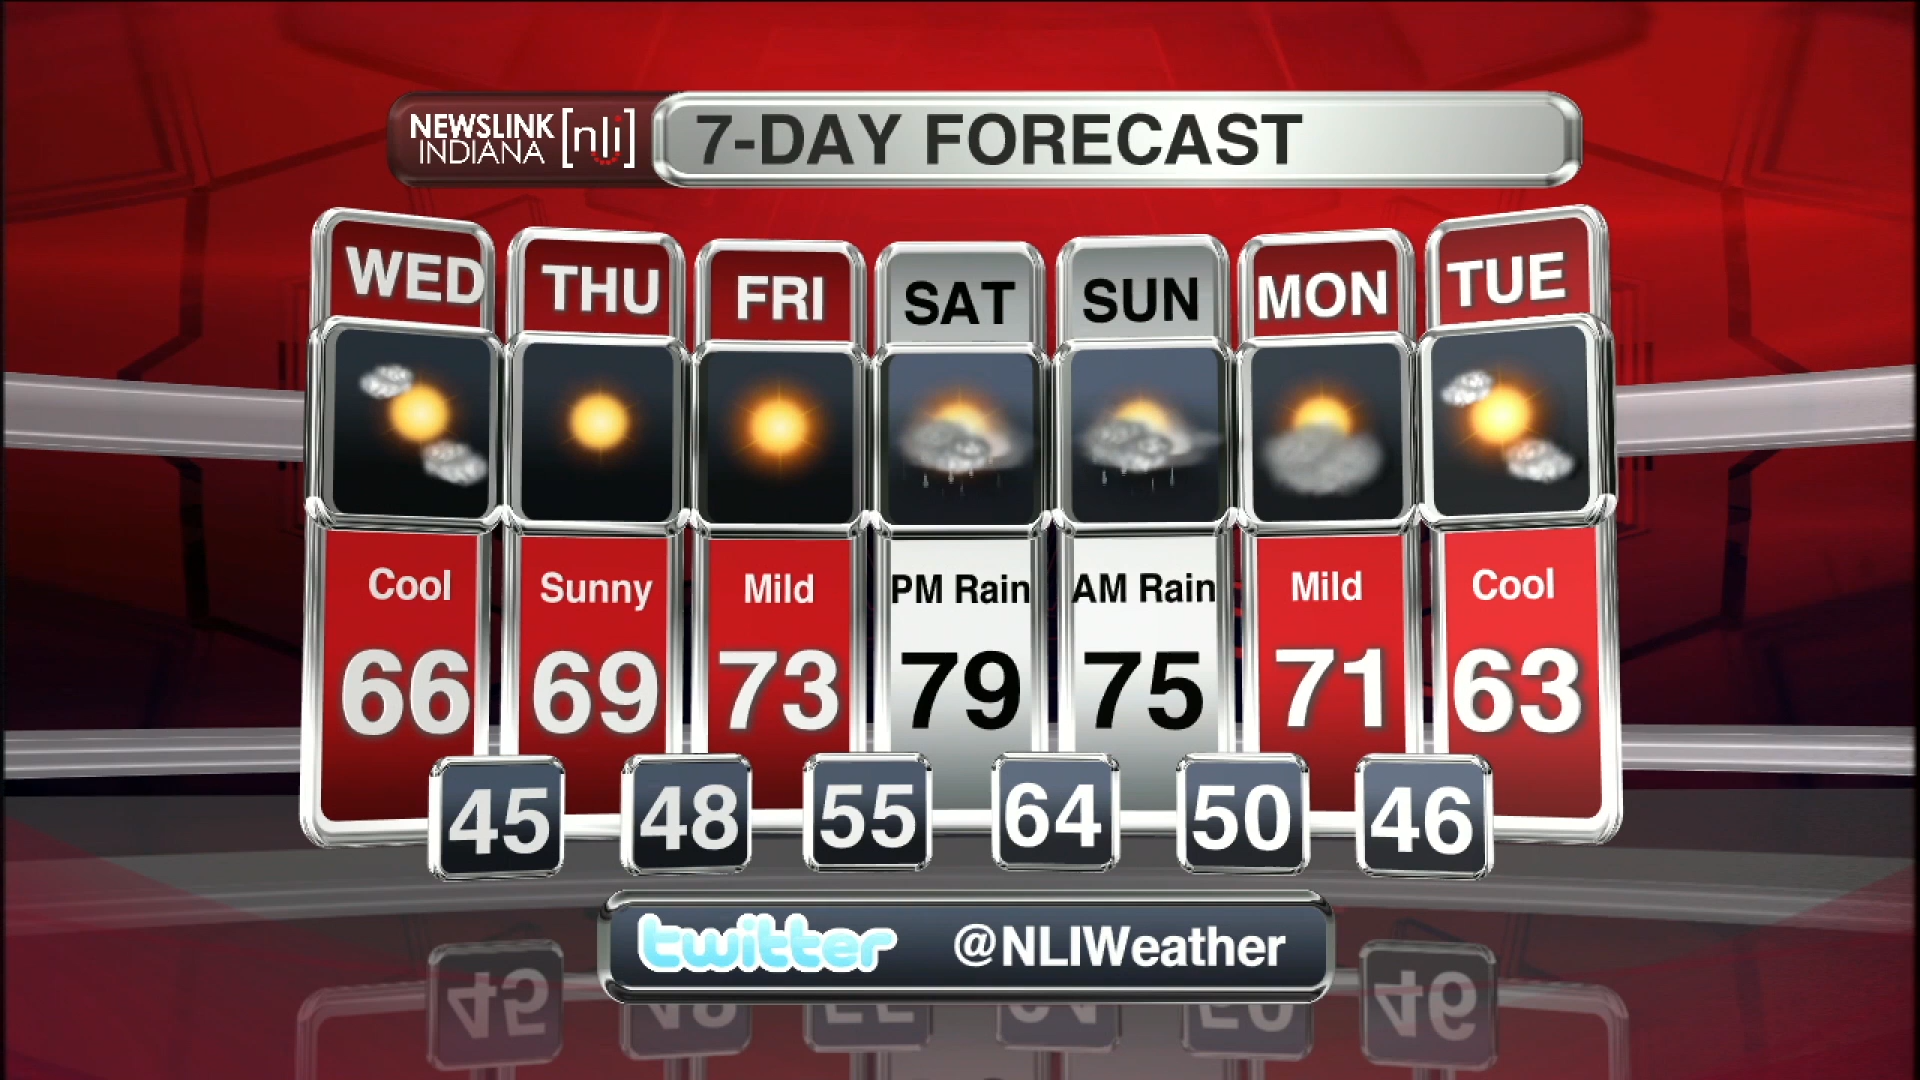 NEWSLINK
INDIANA
[nli]
7-DAY FORECAST
WED THU FRI SAT SUN MON TUE
Cool Sunny Mild PM Rain AM Rain Mild Cool
66 69 73 79 75 71 63
45 48 55 64 50 46
twitter @NLIWeather